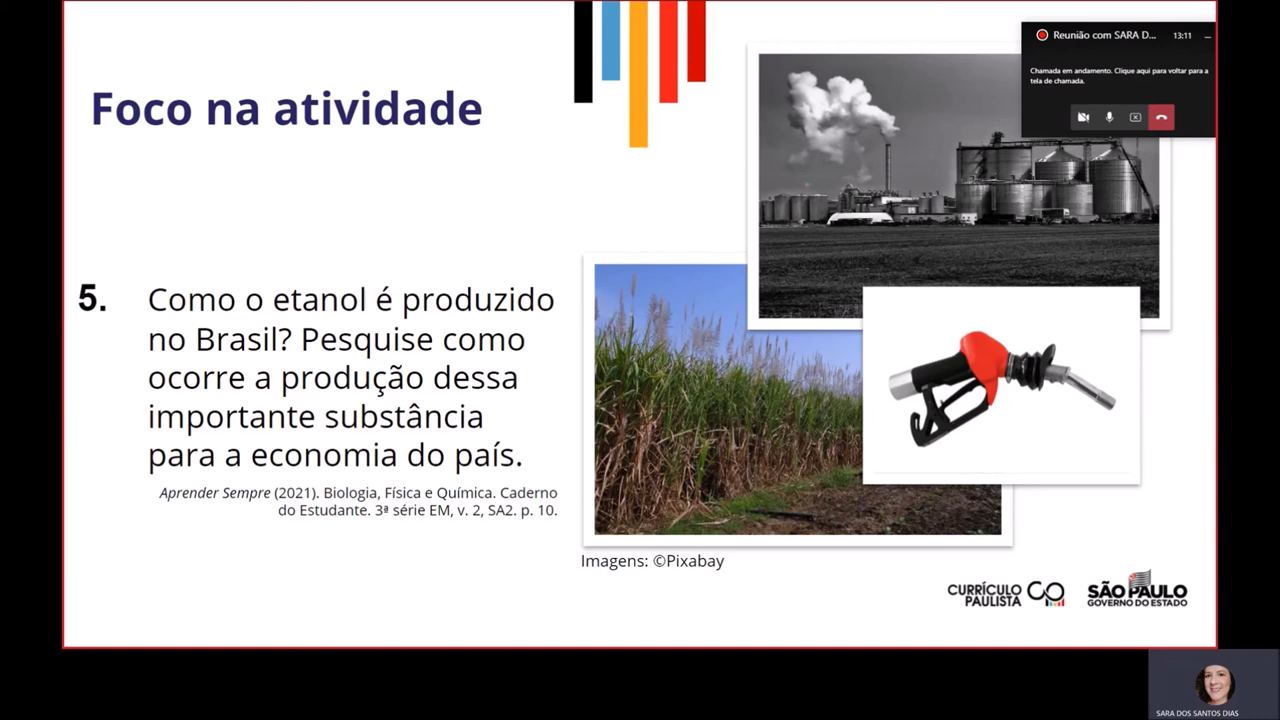 Foco na atividade
Reunião com SARA D...
13:11
Chamada em andamento. Clique aqui para voltar para a
tela de chamada.
5. Como o etanol é produzido
no Brasil? Pesquise como
ocorre a produção dessa
importante substância
para a economia do país.
Aprender Sempre (2021). Biologia, Física e Química. Caderno
do Estudante. 3ª série EM, v. 2, SA2. p. 10.
Imagens: ©Pixabay
CURRÍCULO
PAULISTA
SÃO PAULO
GOVERNO DO ESTADO
SARA DOS SANTOS DIAS